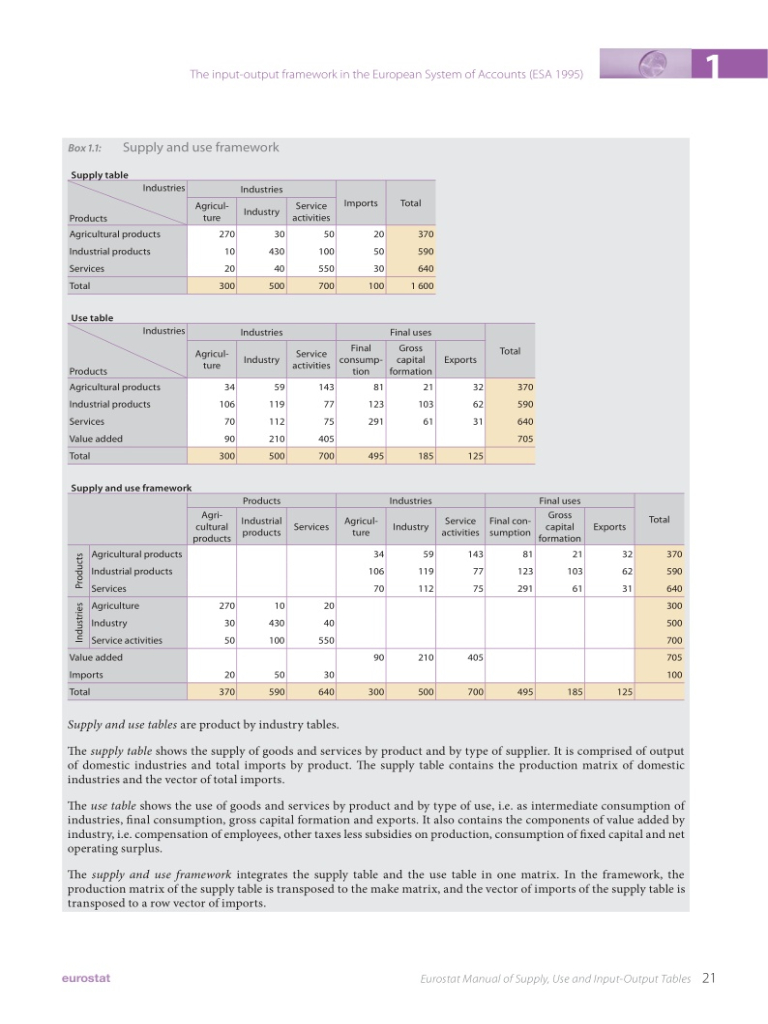 The input-output framework in the European System of Accounts (ESA 1995)
1
Box 1.1: Supply and use framework
Supply table
Industries Industries Imports Total
Products Agricul-ture Industry Service activities
Agricultural products 270 30 50 20 370
Industrial products 10 430 100 50 590
Services 20 40 550 30 640
Total 300 500 700 100 1 600
Use table
Industries Industries Final uses Total
Products Agricul-ture Industry Service activities Final consump-tion Gross capital formation Exports
Agricultural products 34 59 143 81 21 32 370
Industrial products 106 119 77 123 103 62 590
Services 70 112 75 291 61 31 640
Value added 90 210 405 705
Total 300 500 700 495 185 125
Supply and use framework
Products Industries Final uses Total
Agri-cultural products Industrial products Services Agricul-ture Industry Service activities Final con-sumption Gross capital formation Exports
Products
Agricultural products 34 59 143 81 21 32 370
Industrial products 106 119 77 123 103 62 590
Services 70 112 75 291 61 31 640
Industries
Agriculture 270 10 20 300
Industry 30 430 40 500
Service activities 50 100 550 700
Value added 90 210 405 705
Imports 20 50 30 100
Total 370 590 640 300 500 700 495 185 125
Supply and use tables are product by industry tables.
The supply table shows the supply of goods and services by product and by type of supplier. It is comprised of output
of domestic industries and total imports by product. The supply table contains the production matrix of domestic
industries and the vector of total imports.
The use table shows the use of goods and services by product and by type of use, i.e. as intermediate consumption of
industries, final consumption, gross capital formation and exports. It also contains the components of value added by
industry, i.e. compensation of employees, other taxes less subsidies on production, consumption of fixed capital and net
operating surplus.
The supply and use framework integrates the supply table and the use table in one matrix. In the framework, the
production matrix of the supply table is transposed to the make matrix, and the vector of imports of the supply table is
transposed to a row vector of imports.
eurostat Eurostat Manual of Supply, Use and Input-Output Tables 21